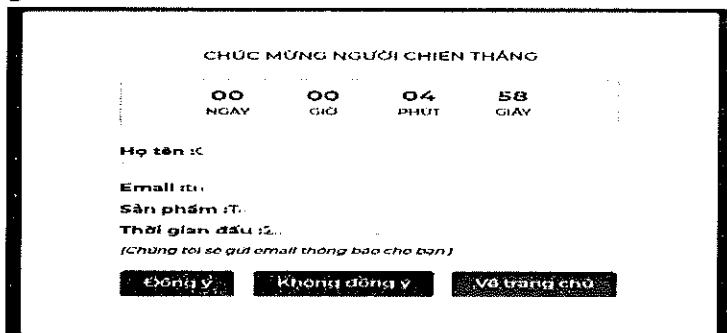 CHÚC MỪNG NGƯỜI CHIẾN THẮNG
00 00 04 58
NGÀY GIỜ PHÚT GIÂY
Họ tên :
Email :
Sản phẩm :T
Thời gian đấu :2
(Chúng tôi sẽ gửi email thông báo cho bạn)
Đồng ý Không đồng ý Về trang chủ